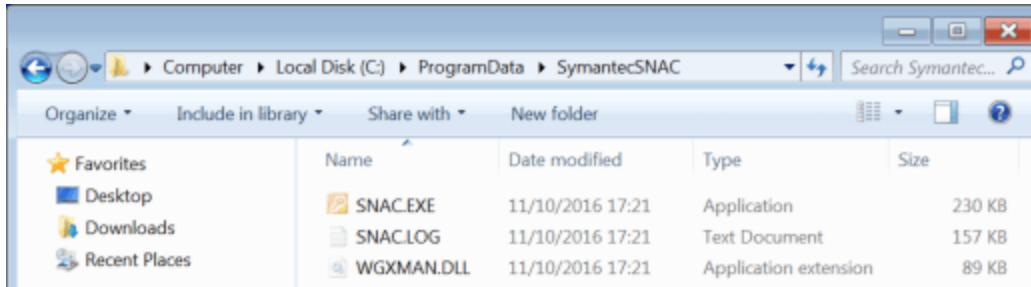 Computer Local Disk (C:) ProgramData SymantecSNAC Search Symantec...
Organize Include in library Share with New folder
Favorites Name Date modified Type Size
Desktop SNAC.EXE 11/10/2016 17:21 Application 230 KB
Downloads SNAC.LOG 11/10/2016 17:21 Text Document 157 KB
Recent Places WGXMAN.DLL 11/10/2016 17:21 Application extension 89 KB